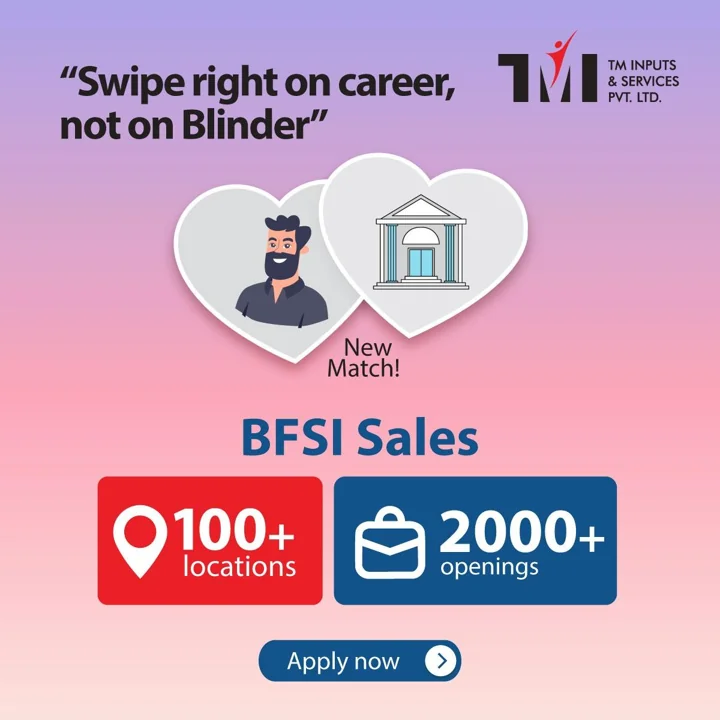 “Swipe right on career,
not on Blinder”
TMI
TM INPUTS
& SERVICES
PVT. LTD.
New
Match!
BFSI Sales
100+
locations
2000+
openings
Apply now